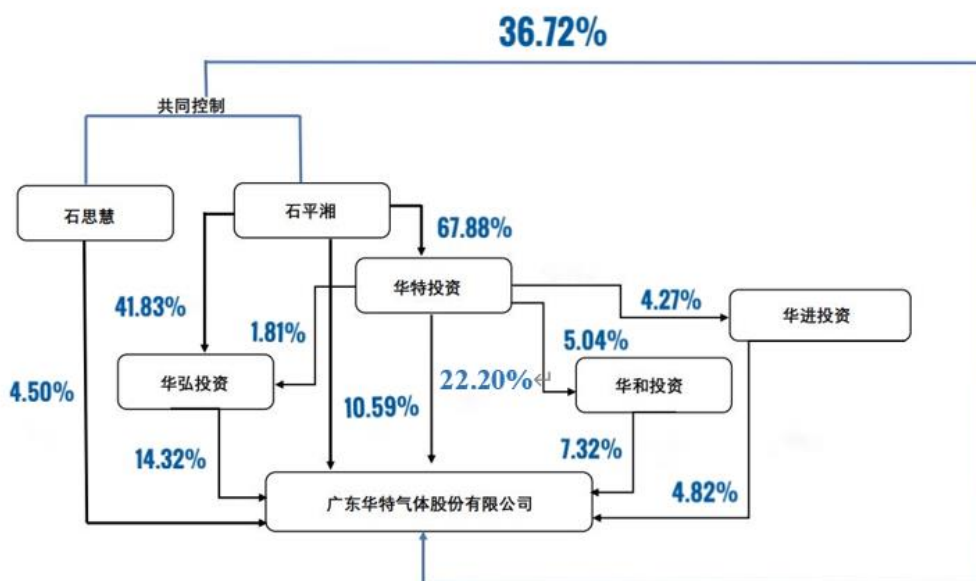 36.72%
共同控制
石思慧
石平湘
67.88%
华特投资
41.83%
1.81%
4.27%
华进投资
5.04%
华弘投资
22.20%↵
华和投资
4.50%
10.59%
14.32%
7.32%
4.82%
广东华特气体股份有限公司